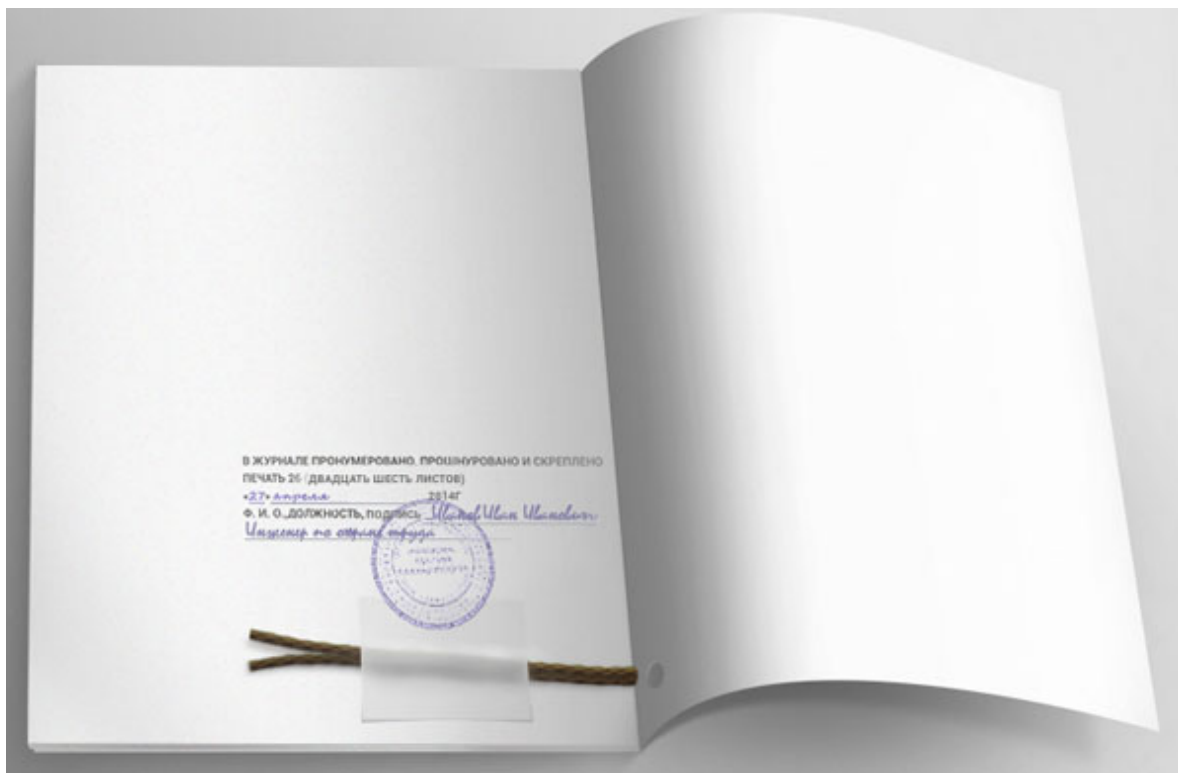 В ЖУРНАЛЕ ПРОНУМЕРОВАНО, ПРОШНУРОВАНО И СКРЕПЛЕНО
ПЕЧАТЬ 26 (ДВАДЦАТЬ ШЕСТЬ ЛИСТОВ)
«27» апреля 2014Г
Ф. И. О.,ДОЛЖНОСТЬ, подпись Иванов Иван Иванович
Инженер по охране труда